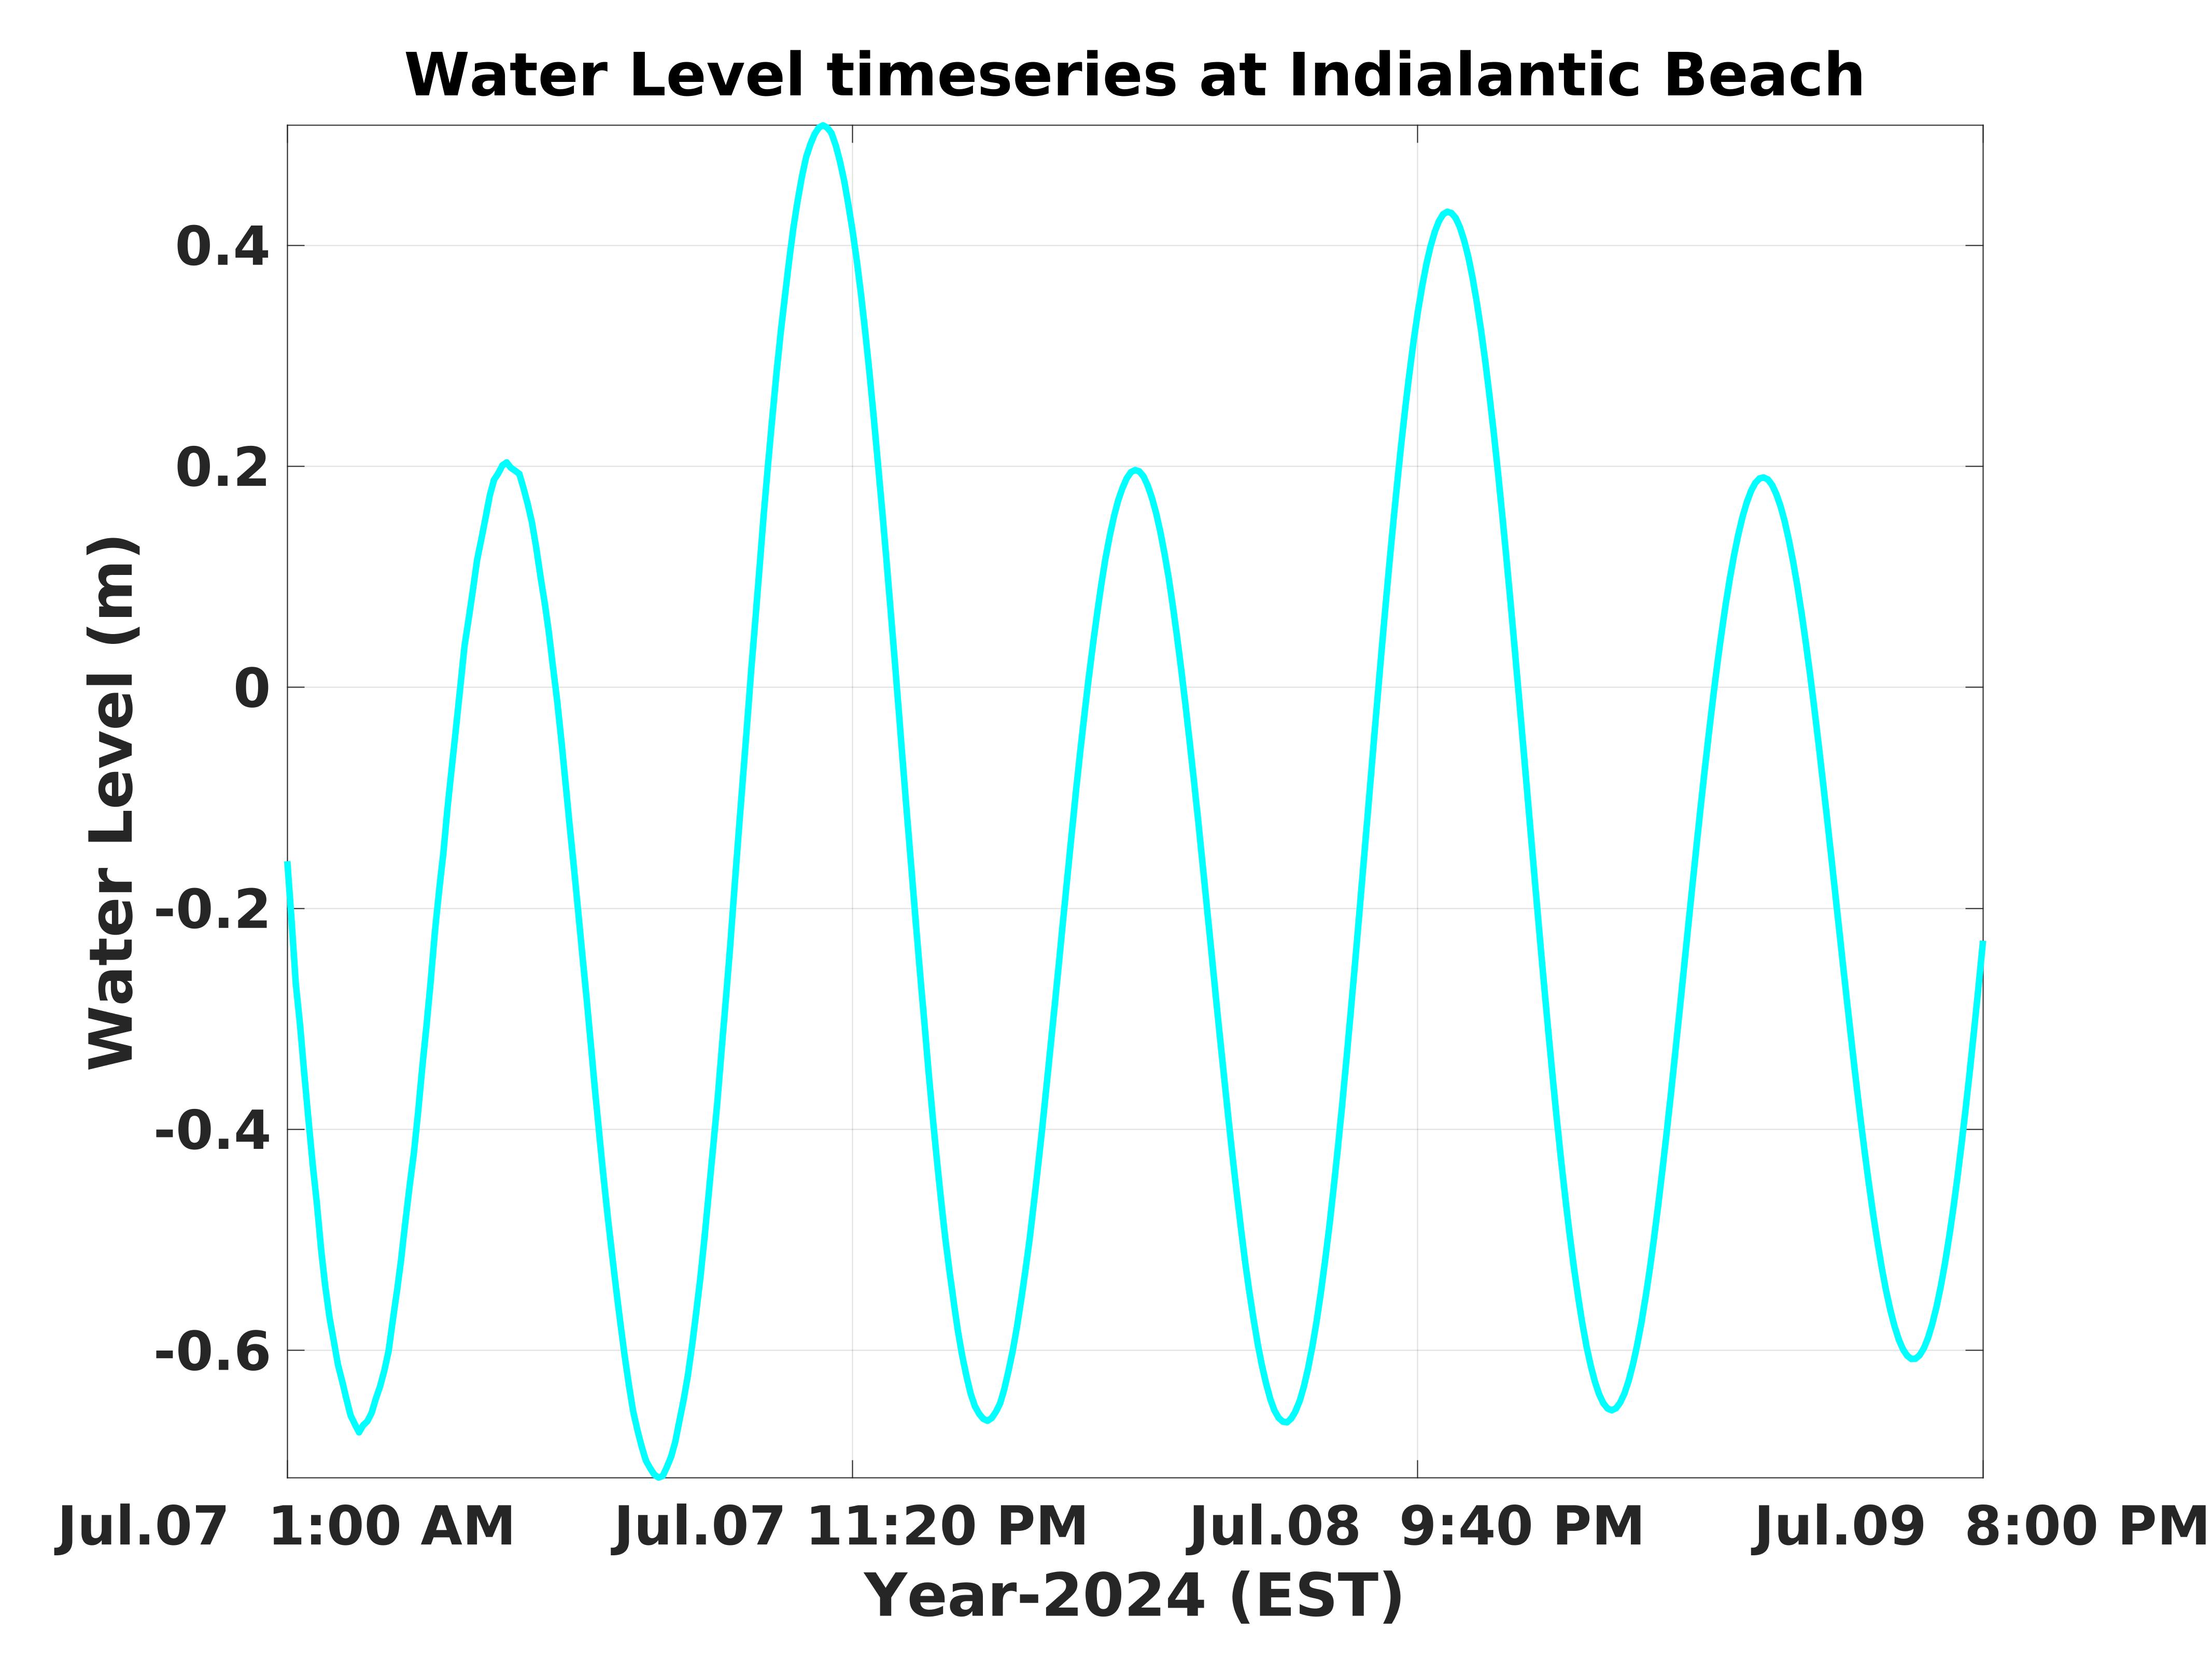 Water Level timeseries at Indialantic Beach
0.4
0.2
0
-0.2
-0.4
-0.6
Water Level (m)
Jul.07 1:00 AM
Jul.07 11:20 PM
Jul.08 9:40 PM
Jul.09 8:00 PM
Year-2024 (EST)